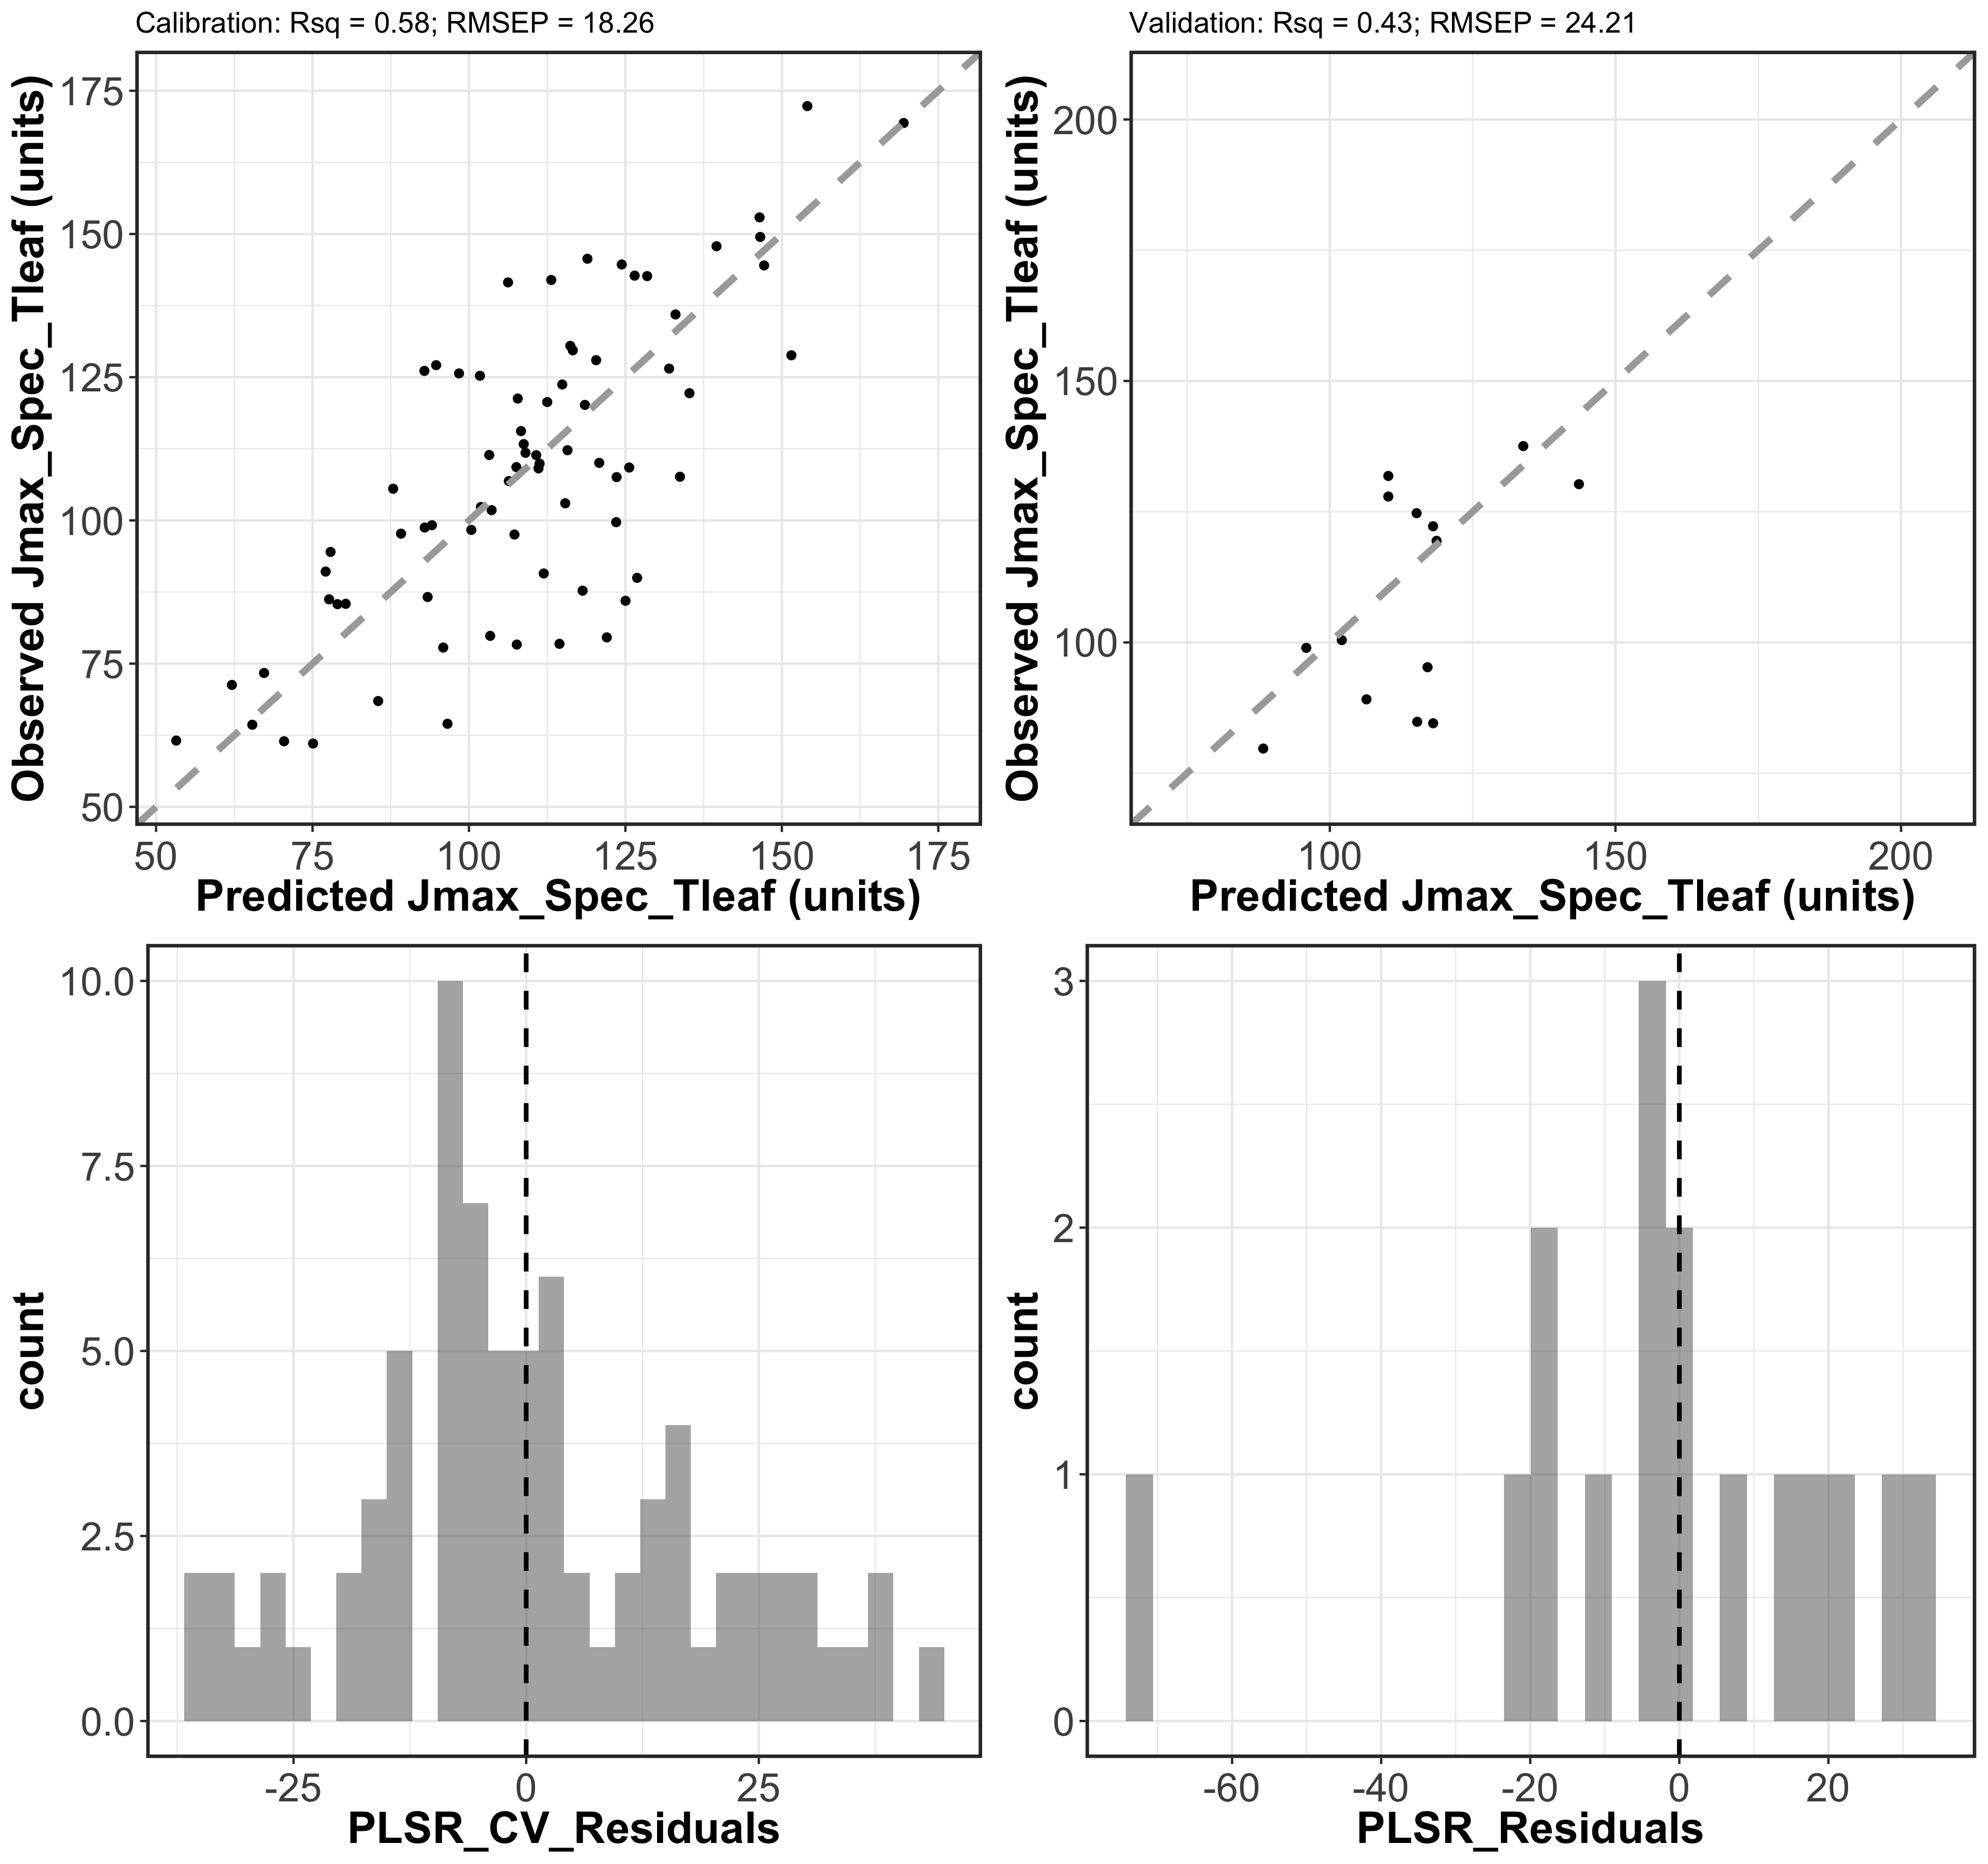 Calibration: Rsq = 0.58; RMSEP = 18.26
Observed Jmax_Spec_Tleaf (units)
175
150
125
100
75
50
50 75 100 125 150 175
Predicted Jmax_Spec_Tleaf (units)
Validation: Rsq = 0.43; RMSEP = 24.21
Observed Jmax_Spec_Tleaf (units)
200
150
100
100 150 200
Predicted Jmax_Spec_Tleaf (units)
count
10.0
7.5
5.0
2.5
0.0
-25 0 25
PLSR_CV_Residuals
count
3
2
1
0
-60 -40 -20 0 20
PLSR_Residuals